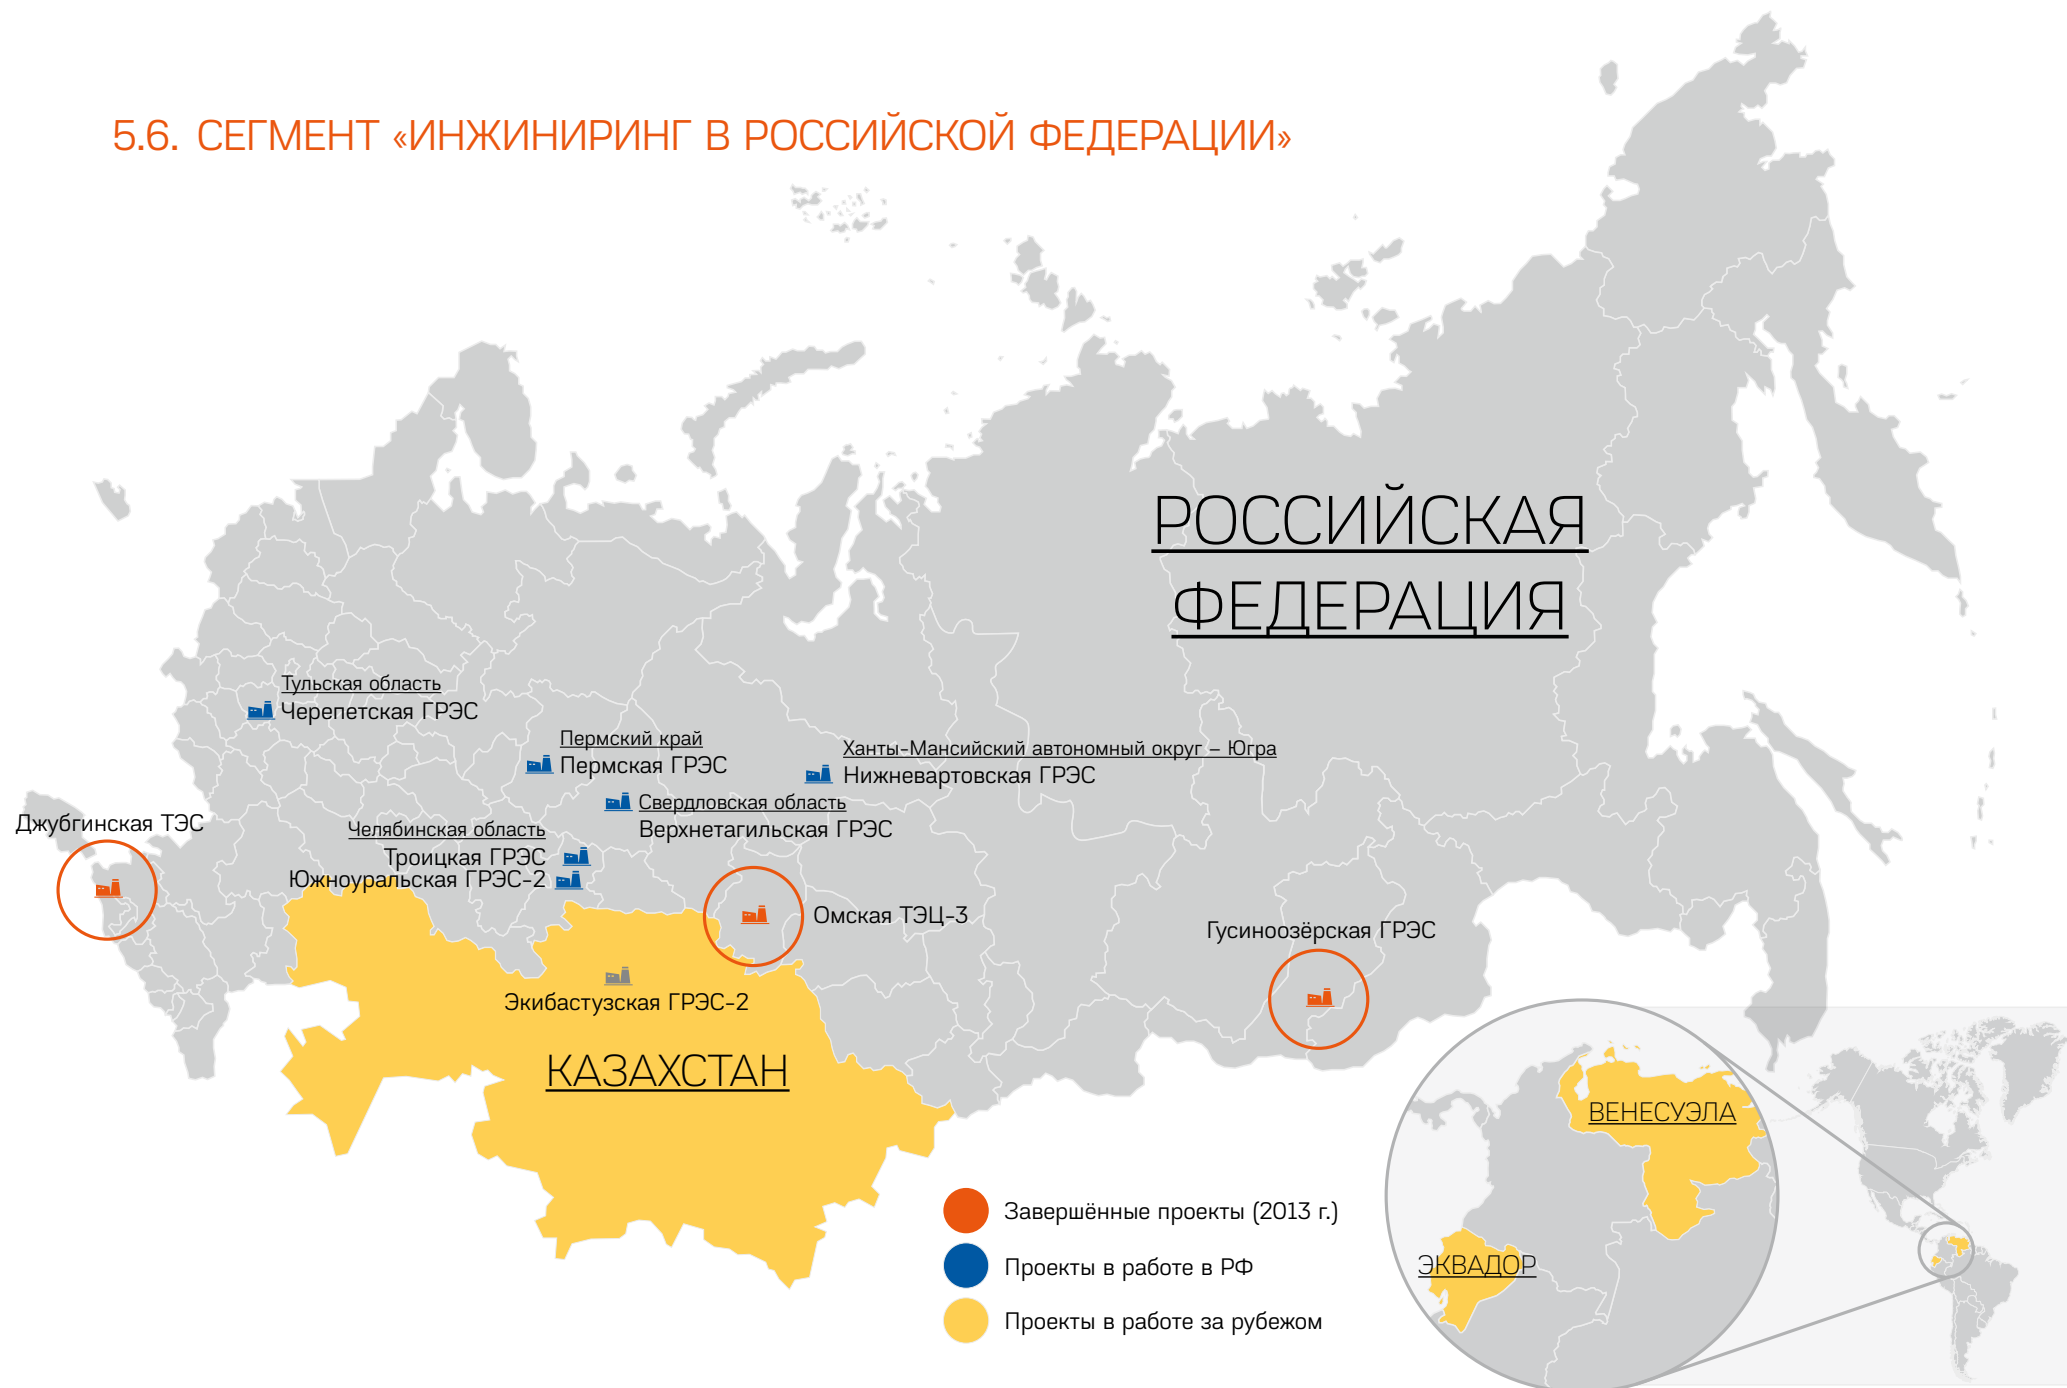 5.6. СЕГМЕНТ «ИНЖИНИРИНГ В РОССИЙСКОЙ ФЕДЕРАЦИИ»
РОССИЙСКАЯ
ФЕДЕРАЦИЯ
Тульская область
Черепетская ГРЭС
Пермский край
Пермская ГРЭС
Ханты-Мансийский автономный округ – Югра
Нижневартовская ГРЭС
Свердловская область
Верхнетагильская ГРЭС
Джубгинская ТЭС
Челябинская область
Троицкая ГРЭС
Южноуральская ГРЭС-2
Омская ТЭЦ-3
Гусиноозёрская ГРЭС
Экибастузская ГРЭС-2
КАЗАХСТАН
ВЕНЕСУЭЛА
ЭКВАДОР
Завершённые проекты (2013 г.)
Проекты в работе в РФ
Проекты в работе за рубежом